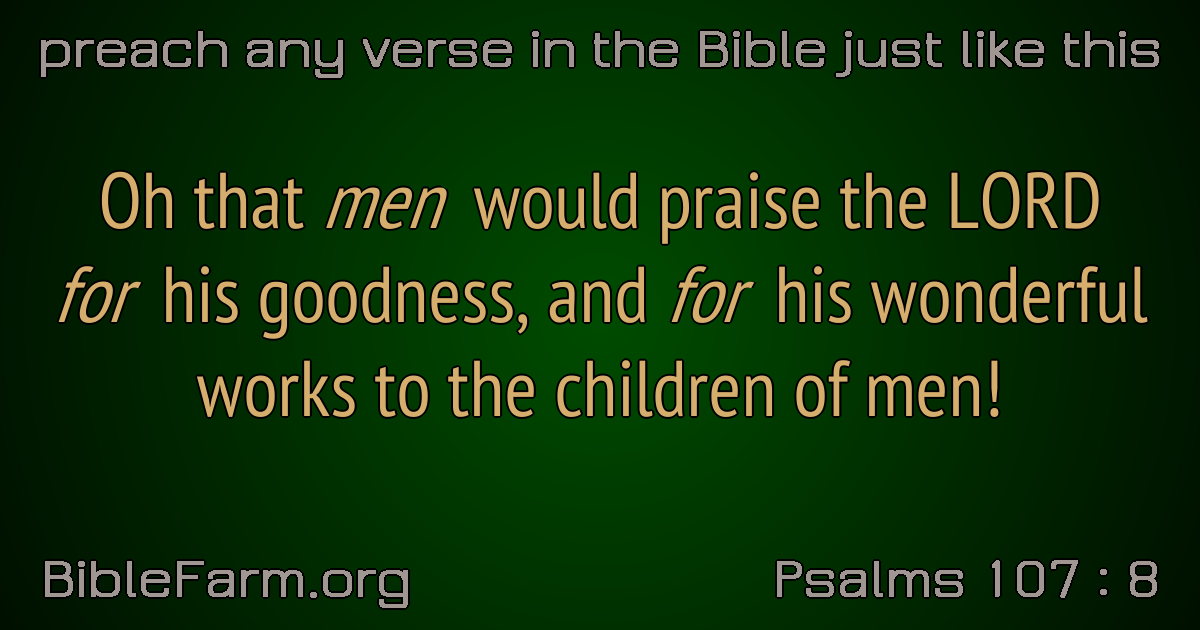 preach any verse in the Bible just like this
Oh that men would praise the LORD
for his goodness, and for his wonderful
works to the children of men!
BibleFarm.org
Psalms 107 : 8